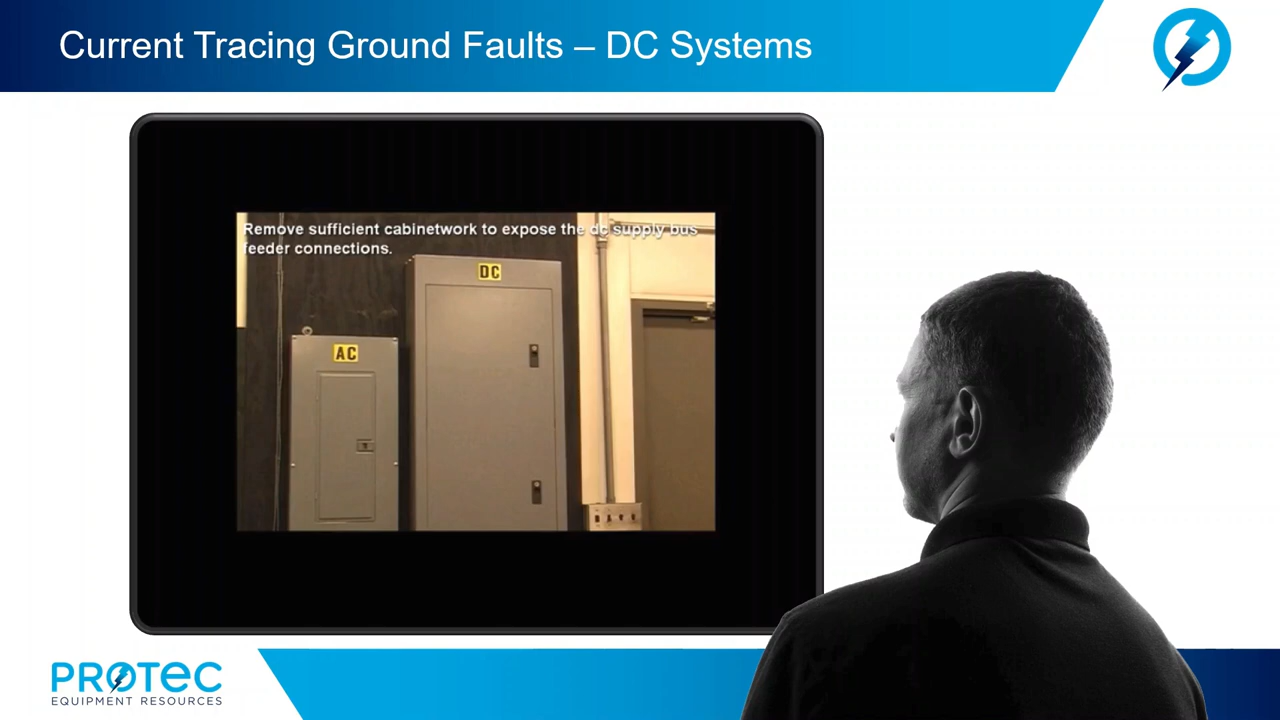 Current Tracing Ground Faults – DC Systems
Remove sufficient cabinetwork to expose the dc supply bus
feeder connections.
DC
AC
PROTEC
EQUIPMENT RESOURCES